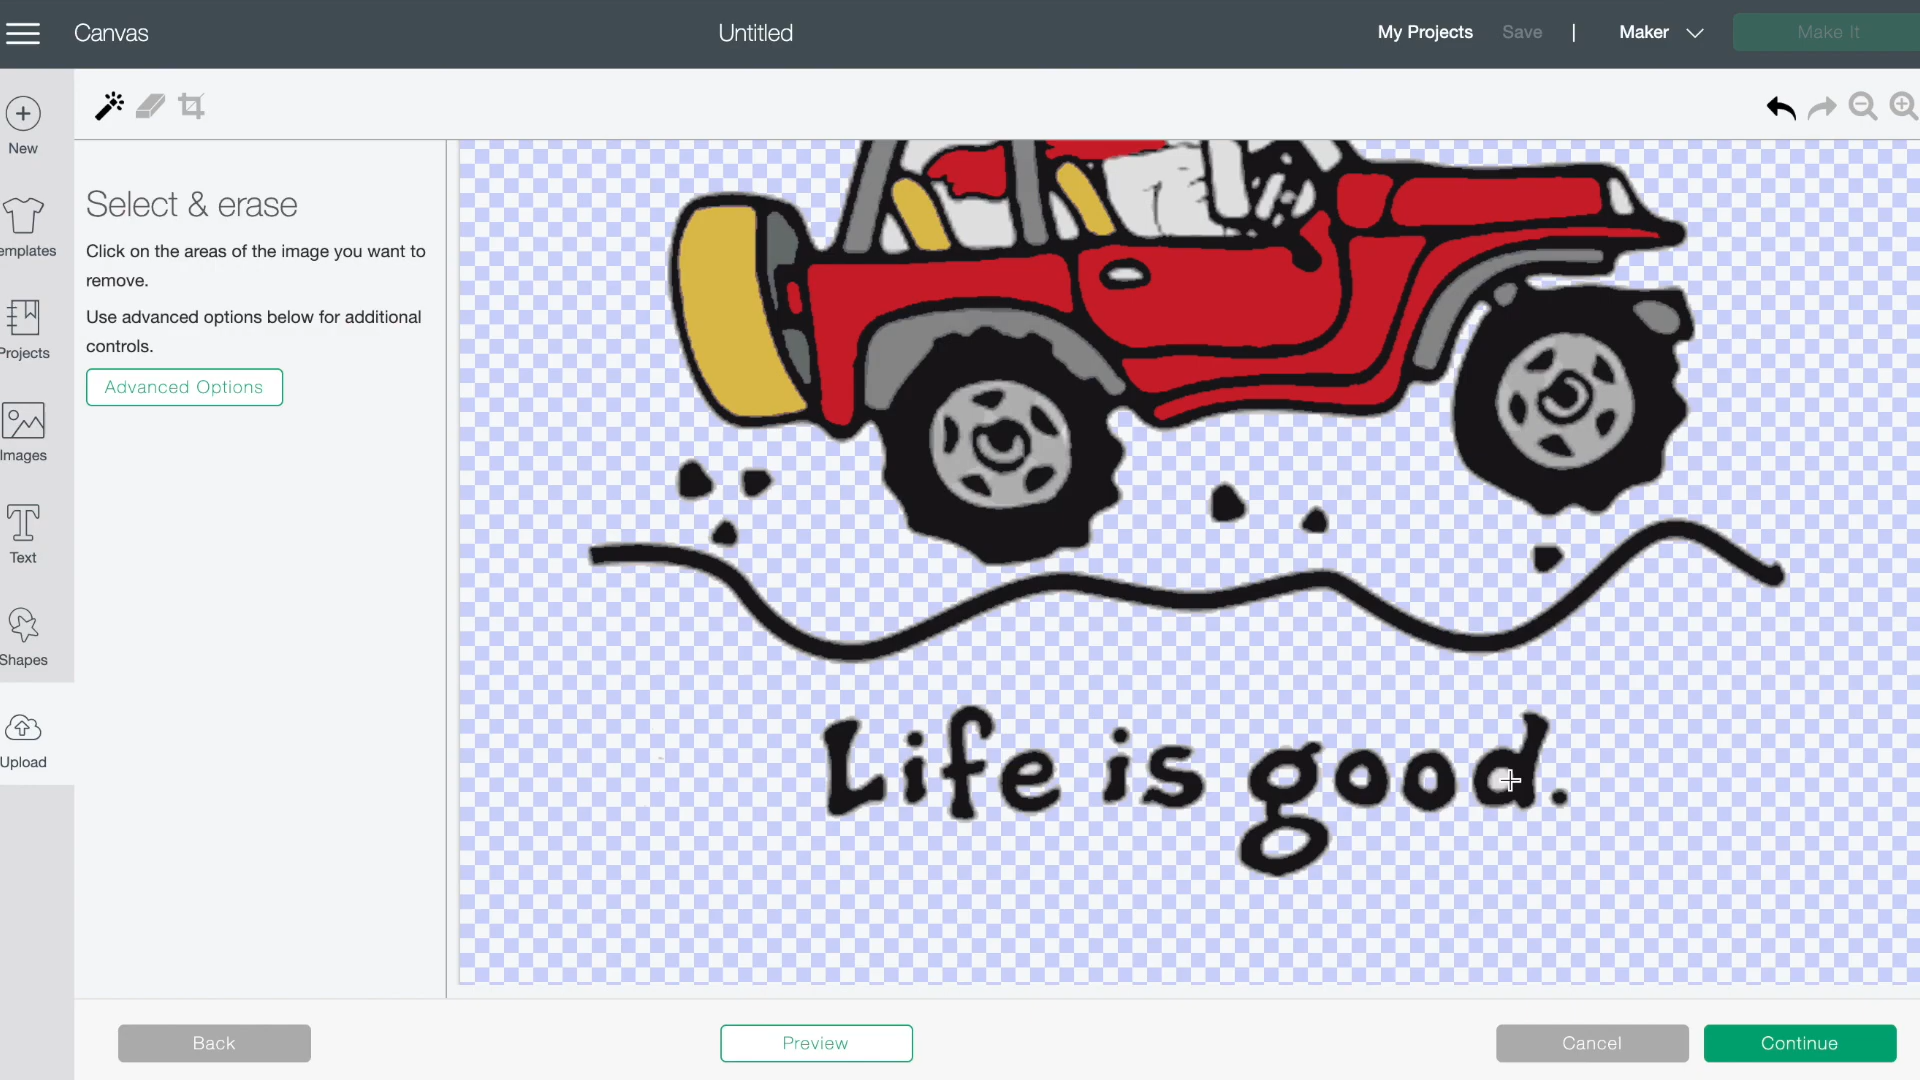 Canvas
Untitled
My Projects
Save
|
Maker
Make It
New
emplates
Projects
Images
Text
Shapes
Upload
Select & erase
Click on the areas of the image you want to
remove.
Use advanced options below for additional
controls.
Advanced Options
Life is good.
Back
Preview
Cancel
Continue